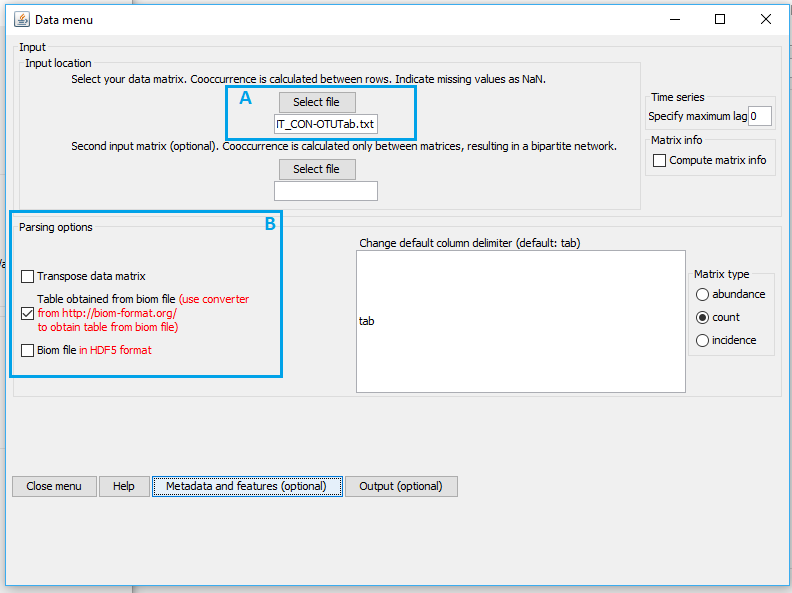 Data menu
Input
Input location
Select your data matrix. Cooccurrence is calculated between rows. Indicate missing values as NaN.
A
Select file
IT_CON-OTUTab.txt
Second input matrix (optional). Cooccurrence is calculated only between matrices, resulting in a bipartite network.
Select file
Time series
Specify maximum lag 0
Matrix info
Compute matrix info
B
Parsing options
Transpose data matrix
Table obtained from biom file (use converter
from http://biom-format.org/
to obtain table from biom file)
Biom file in HDF5 format
Change default column delimiter (default: tab)
tab
Matrix type
abundance
count
incidence
Close menu
Help
Metadata and features (optional)
Output (optional)